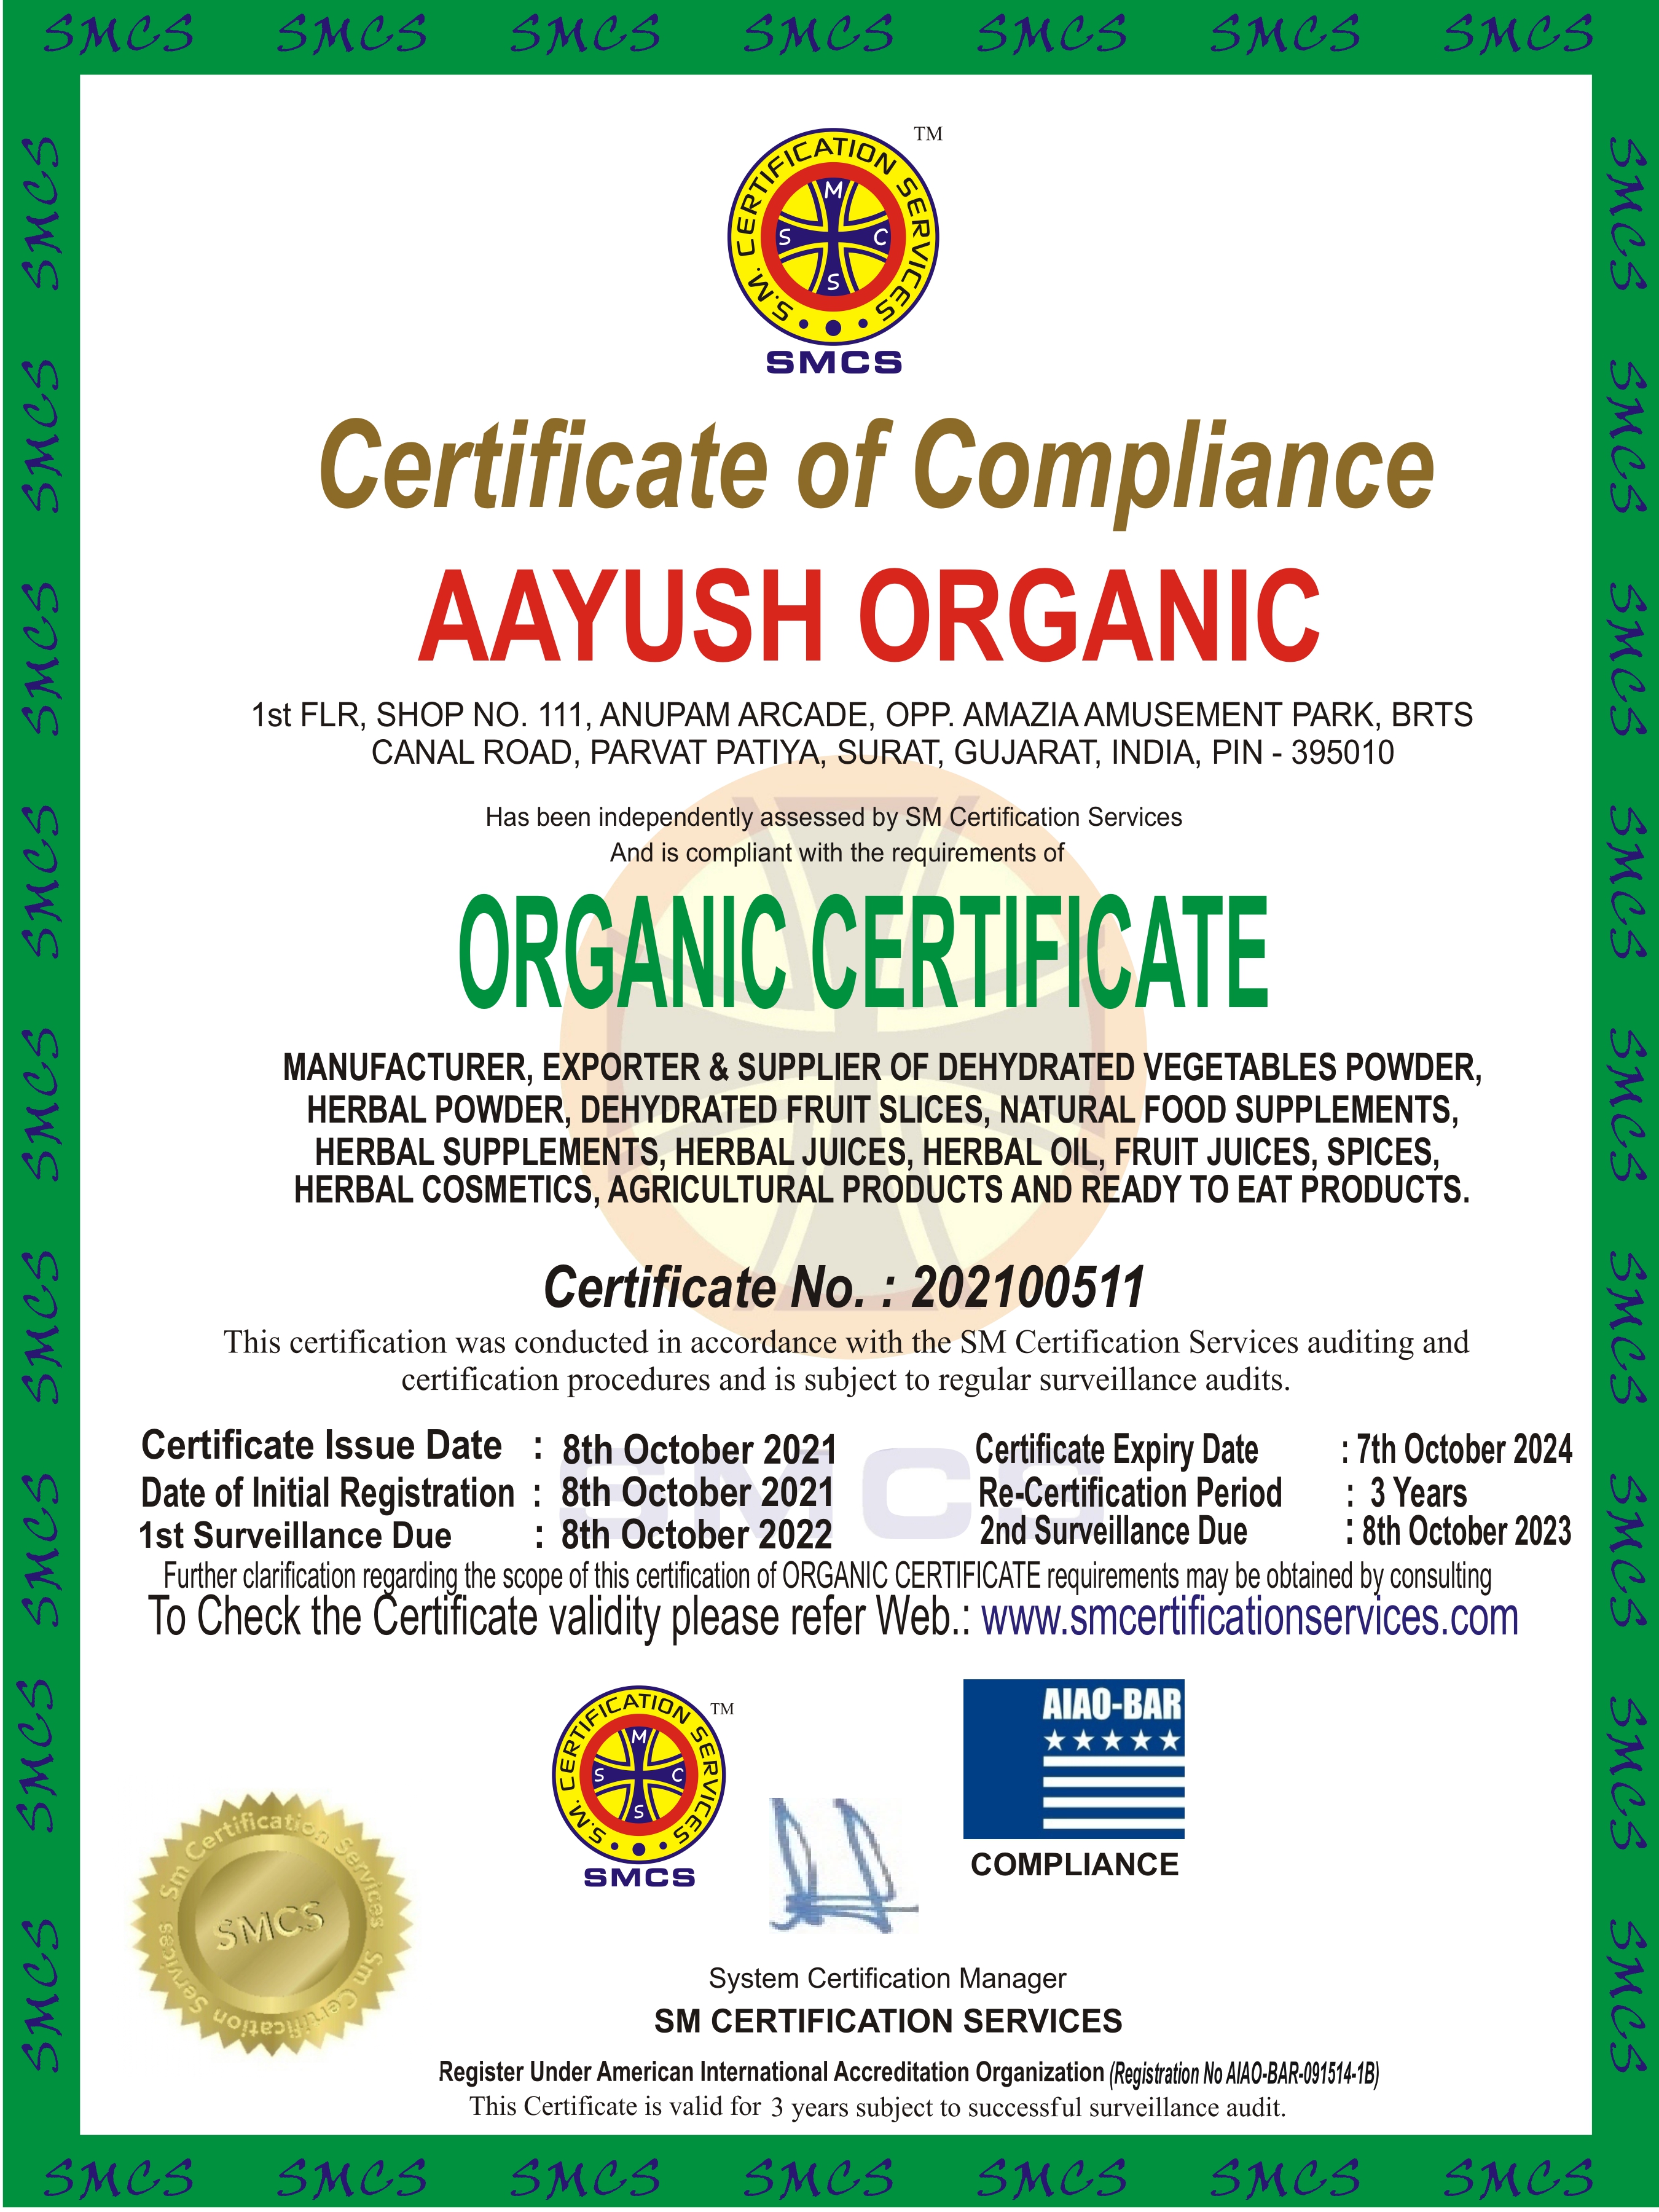 SMCS SMCS SMCS SMCS SMCS SMCS SMCS
SMCS SMCS SMCS SMCS SMCS SMCS SMCS SMCS SMCS
SMCS SMCS SMCS SMCS SMCS SMCS SMCS SMCS SMCS
TM
S.M. CERTIFICATION SERVICES
M
S C
S
SMCS
Certificate of Compliance
AAYUSH ORGANIC
1st FLR, SHOP NO. 111, ANUPAM ARCADE, OPP. AMAZIA AMUSEMENT PARK, BRTS
CANAL ROAD, PARVAT PATIYA, SURAT, GUJARAT, INDIA, PIN - 395010
Has been independently assessed by SM Certification Services
And is compliant with the requirements of
ORGANIC CERTIFICATE
MANUFACTURER, EXPORTER & SUPPLIER OF DEHYDRATED VEGETABLES POWDER,
HERBAL POWDER, DEHYDRATED FRUIT SLICES, NATURAL FOOD SUPPLEMENTS,
HERBAL SUPPLEMENTS, HERBAL JUICES, HERBAL OIL, FRUIT JUICES, SPICES,
HERBAL COSMETICS, AGRICULTURAL PRODUCTS AND READY TO EAT PRODUCTS.
Certificate No. : 202100511
This certification was conducted in accordance with the SM Certification Services auditing and
certification procedures and is subject to regular surveillance audits.
SMCS
Certificate Issue Date : 8th October 2021 Certificate Expiry Date : 7th October 2024
Date of Initial Registration : 8th October 2021 Re-Certification Period : 3 Years
1st Surveillance Due : 8th October 2022 2nd Surveillance Due : 8th October 2023
Further clarification regarding the scope of this certification of ORGANIC CERTIFICATE requirements may be obtained by consulting
To Check the Certificate validity please refer Web.: www.smcertificationservices.com
TM
S.M. CERTIFICATION SERVICES
M
S C
S
SMCS
AIAO-BAR
COMPLIANCE
Sm Certification Services Sm Certification Services
SMCS
System Certification Manager
SM CERTIFICATION SERVICES
Register Under American International Accreditation Organization (Registration No AIAO-BAR-091514-1B)
This Certificate is valid for 3 years subject to successful surveillance audit.
SMCS SMCS SMCS SMCS SMCS SMCS SMCS